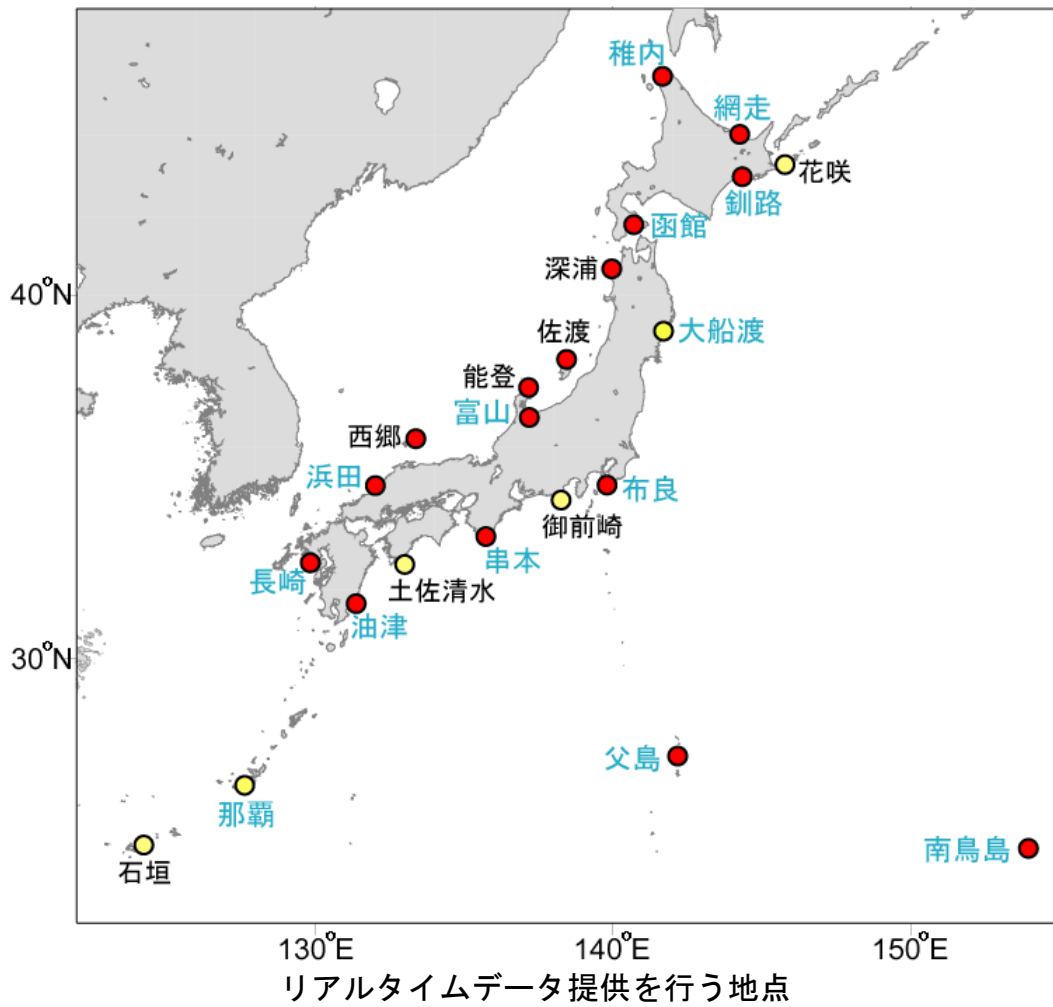 稚内
網走
花咲
釧路
函館
深浦
40°N
大船渡
佐渡
能登
富山
西郷
浜田
布良
御前崎
串本
長崎
土佐清水
油津
30°N
父島
那覇
南鳥島
石垣
130°E
140°E
150°E
リアルタイムデータ提供を行う地点